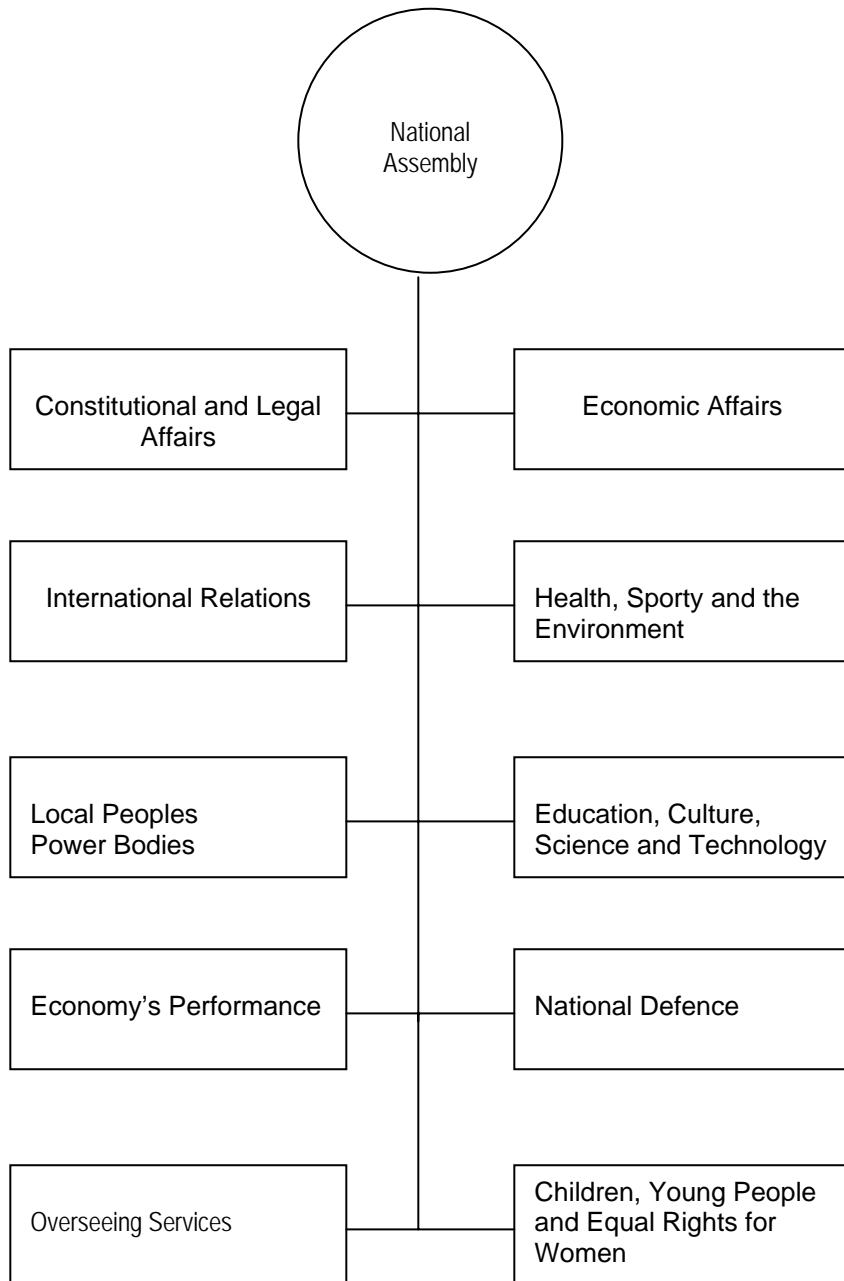 National
Assembly
Constitutional and Legal
Affairs
Economic Affairs
International Relations
Health, Sporty and the
Environment
Local Peoples
Power Bodies
Education, Culture,
Science and Technology
Economy’s Performance
National Defence
Overseeing Services
Children, Young People
and Equal Rights for
Women